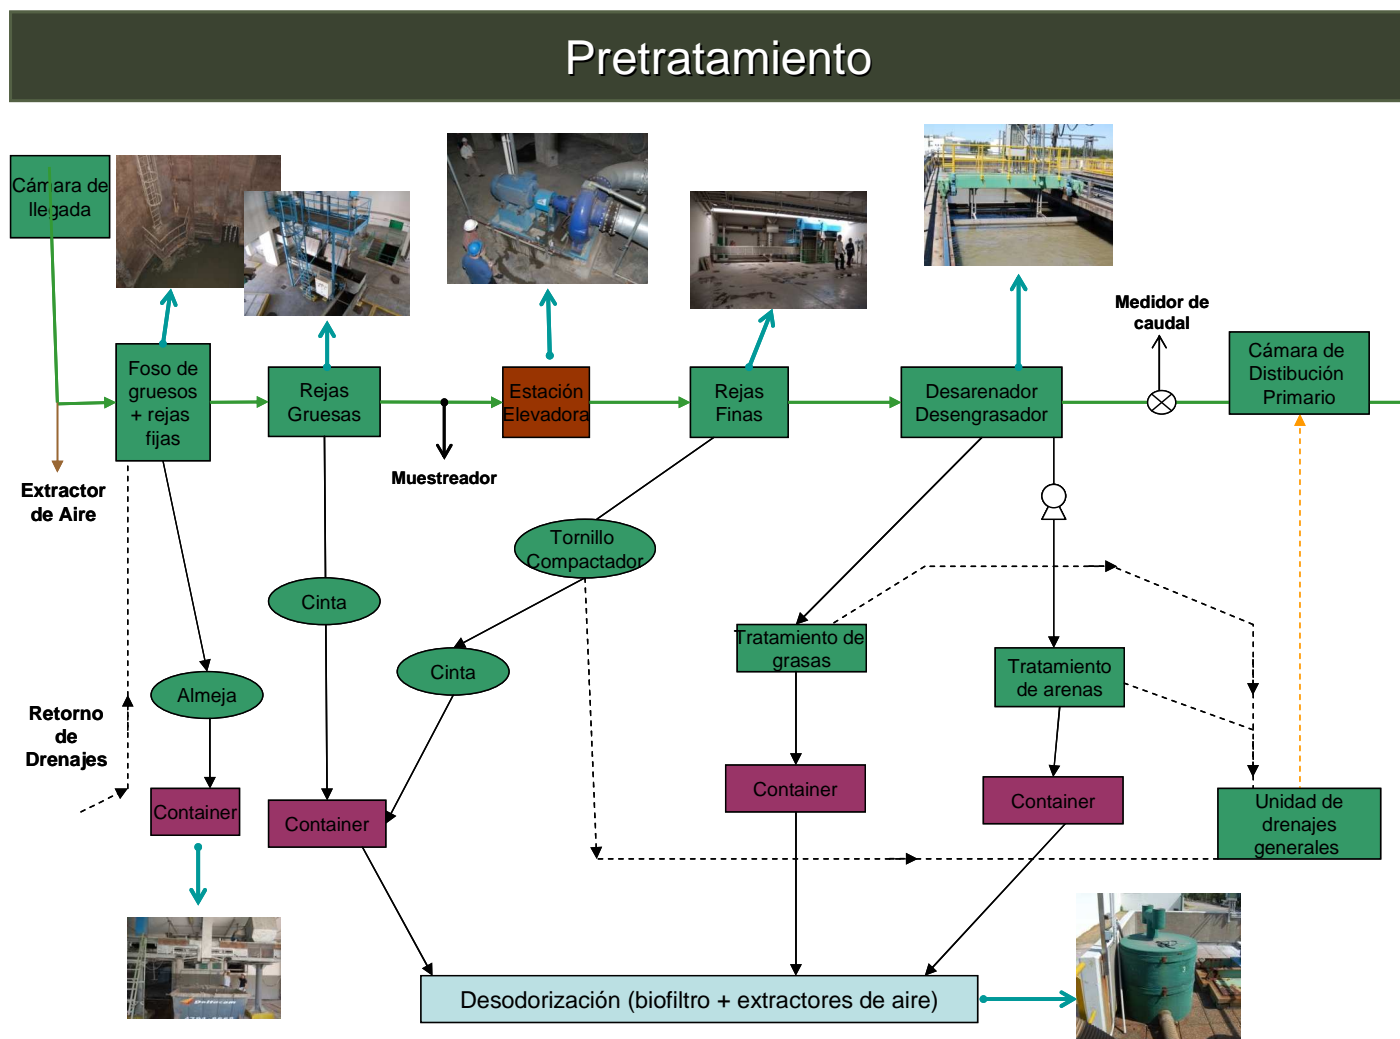 Pretratamiento
Cámara de
llegada
Medidor de
caudal
Foso de
gruesos
+ rejas
fijas
Rejas
Gruesas
Estación
Elevadora
Rejas
Finas
Desarenador
Desengrasador
Cámara de
Distibución
Primario
Extractor
de Aire
Muestreador
Tornillo
Compactador
Cinta
Cinta
Tratamiento de
grasas
Tratamiento
de arenas
Almeja
Retorno
de
Drenajes
Container
Container
Container
Container
Unidad de
drenajes
generales
Desodorización (biofiltro + extractores de aire)